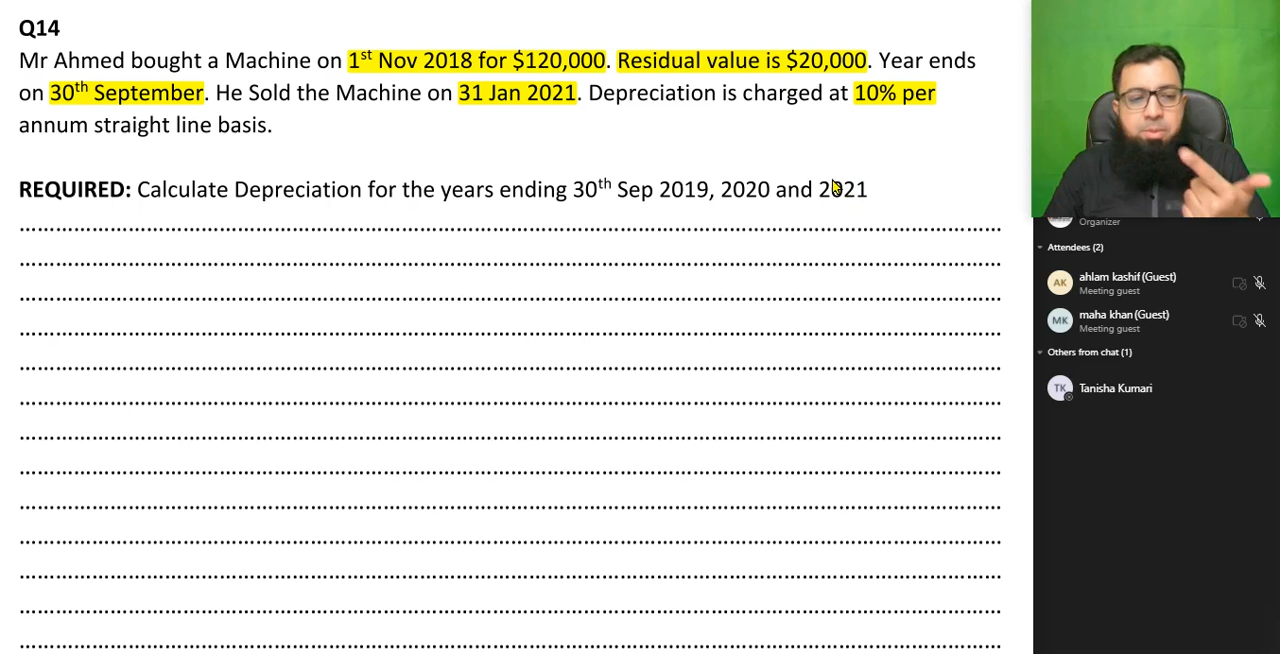 Q14
Mr Ahmed bought a Machine on 1st Nov 2018 for $120,000. Residual value is $20,000. Year ends
on 30th September. He Sold the Machine on 31 Jan 2021. Depreciation is charged at 10% per
annum straight line basis.
REQUIRED: Calculate Depreciation for the years ending 30th Sep 2019, 2020 and 2021
Organizer
Attendees (2)
AK
ahlam kashif (Guest)
Meeting guest
MK
maha khan (Guest)
Meeting guest
Others from chat (1)
TK
Tanisha Kumari